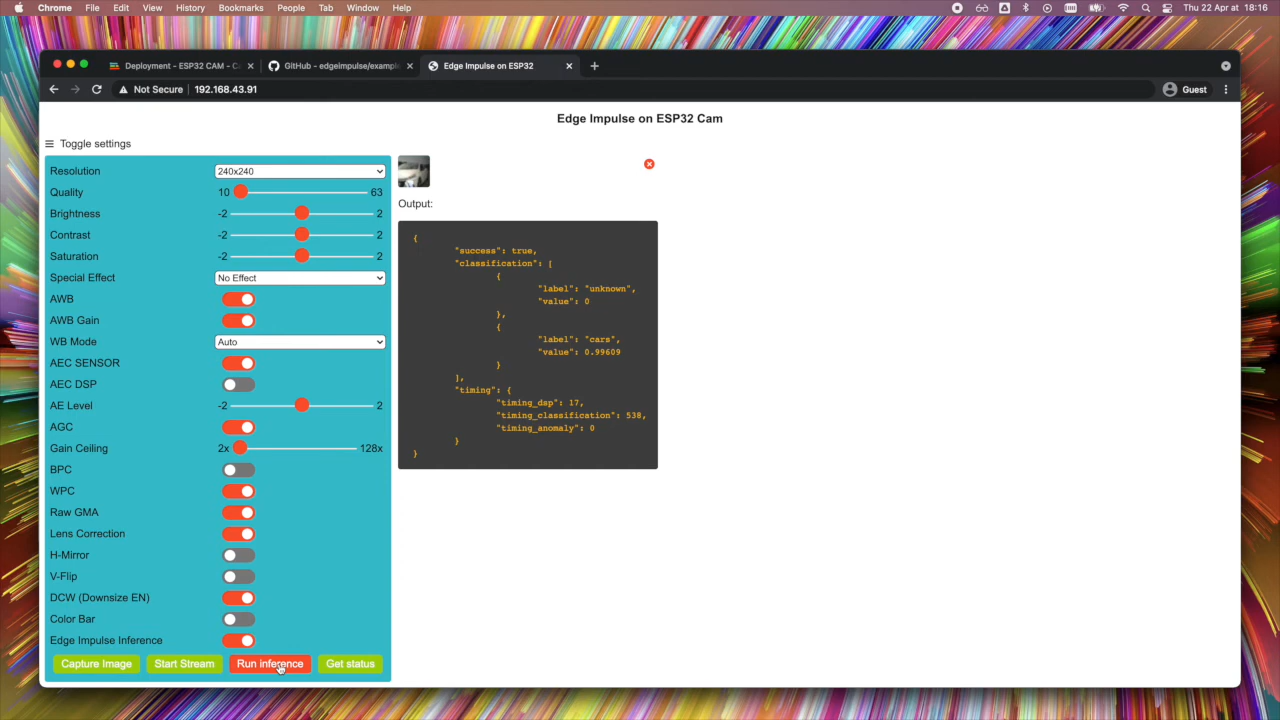 Chrome File Edit View History Bookmarks People Tab Window Help Thu 22 Apr at 18:16
Deployment - ESP32 CAM - C
GitHub - edgeimpulse/exampl
Edge Impulse on ESP32
Not Secure 192.168.43.91 Guest
Edge Impulse on ESP32 Cam
Toggle settings
Resolution 240x240
Quality 10 63
Brightness -2 2
Contrast -2 2
Saturation -2 2
Special Effect No Effect
AWB
AWB Gain
WB Mode Auto
AEC SENSOR
AEC DSP
AE Level -2 2
AGC
Gain Ceiling 2x 128x
BPC
WPC
Raw GMA
Lens Correction
H-Mirror
V-Flip
DCW (Downsize EN)
Color Bar
Edge Impulse Inference
Capture Image Start Stream Run inference Get status
Output:
{
"success": true,
"classification": [
{
"label": "unknown",
"value": 0
},
{
"label": "cars",
"value": 0.99609
}
],
"timing": {
"timing_dsp": 17,
"timing_classification": 538,
"timing_anomaly": 0
}
}